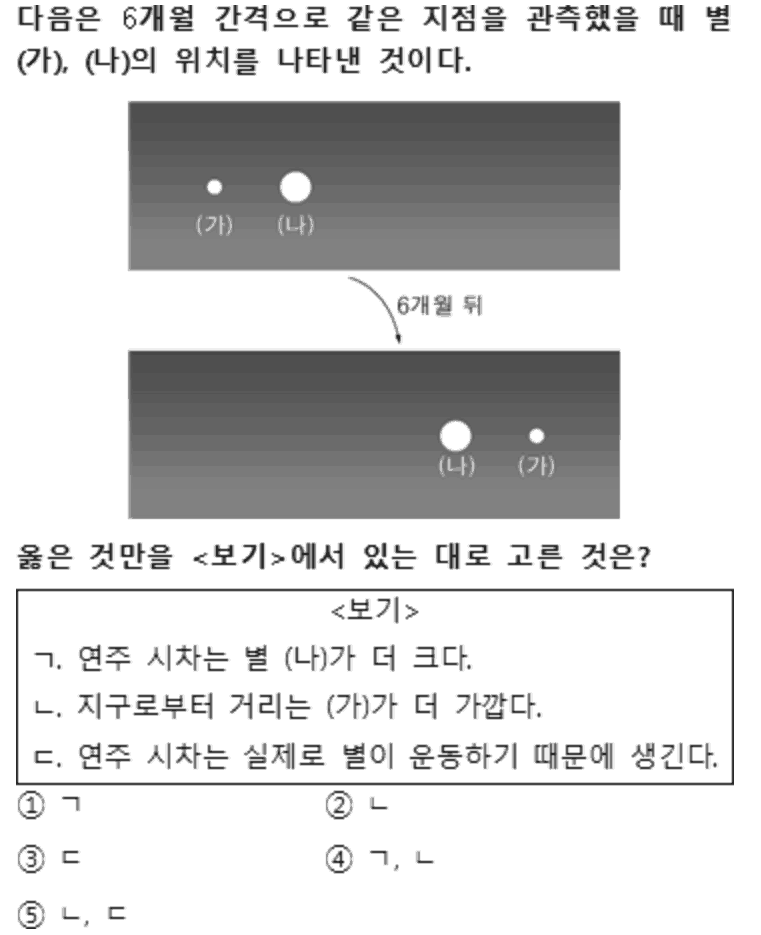 다음은 6개월 간격으로 같은 지점을 관측했을 때 별
(가), (나)의 위치를 나타낸 것이다.
(가) (나)
6개월 뒤
(나) (가)
옳은 것만을 <보기>에서 있는 대로 고른 것은?
<보기>
ㄱ. 연주 시차는 별 (나)가 더 크다.
ㄴ. 지구로부터 거리는 (가)가 더 가깝다.
ㄷ. 연주 시차는 실제로 별이 운동하기 때문에 생긴다.
① ㄱ ② ㄴ
③ ㄷ ④ ㄱ, ㄴ
⑤ ㄴ, ㄷ